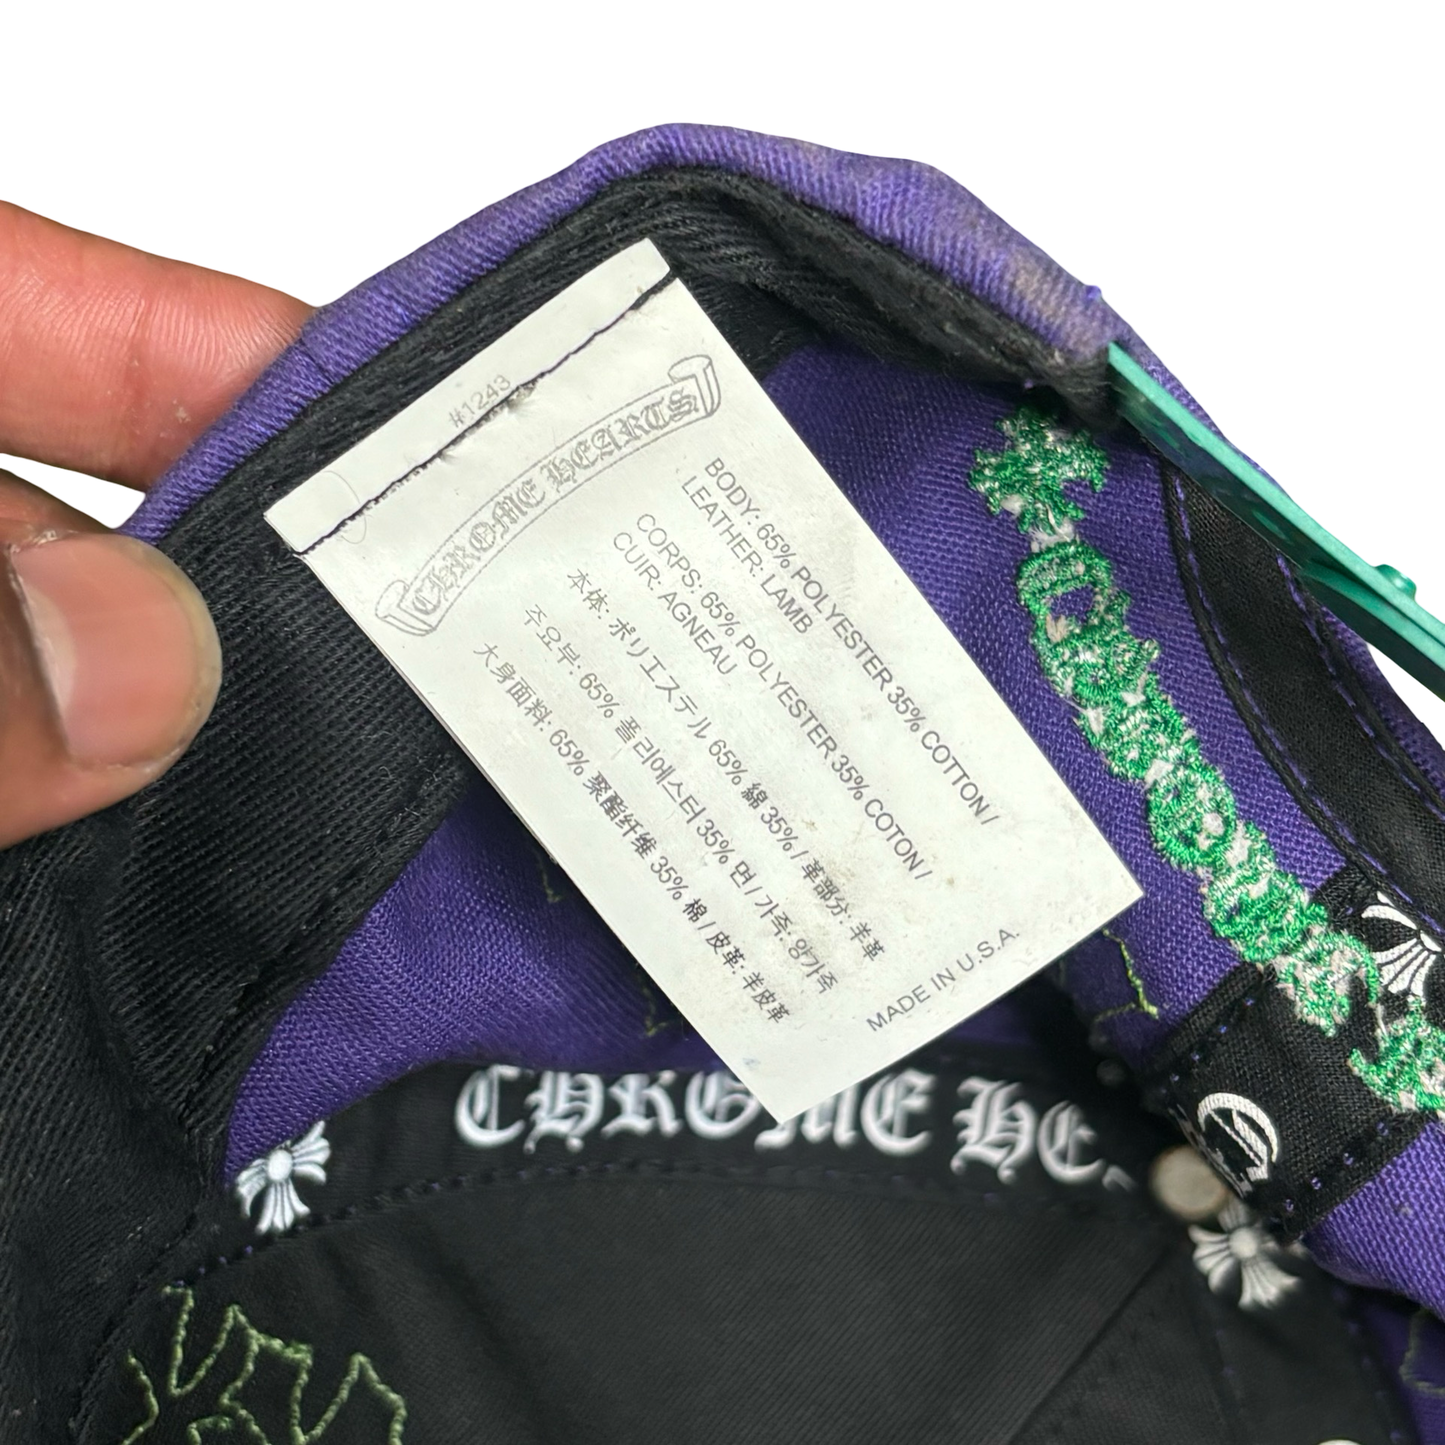 #1243
CHROME HEARTS
BODY: 65% POLYESTER 35% COTTON /
LEATHER: LAMB
CORPS: 65% POLYESTER 35% COTON /
CUIR: AGNEAU
本体: ポリエステル 65% 綿 35% / 革部分: 羊革
주요부: 65% 폴리에스터 35% 면 / 가죽: 양가죽
大身面料: 65% 聚酯纤维 35% 棉 / 皮革: 羊皮革
MADE IN U.S.A.
CHROME HE